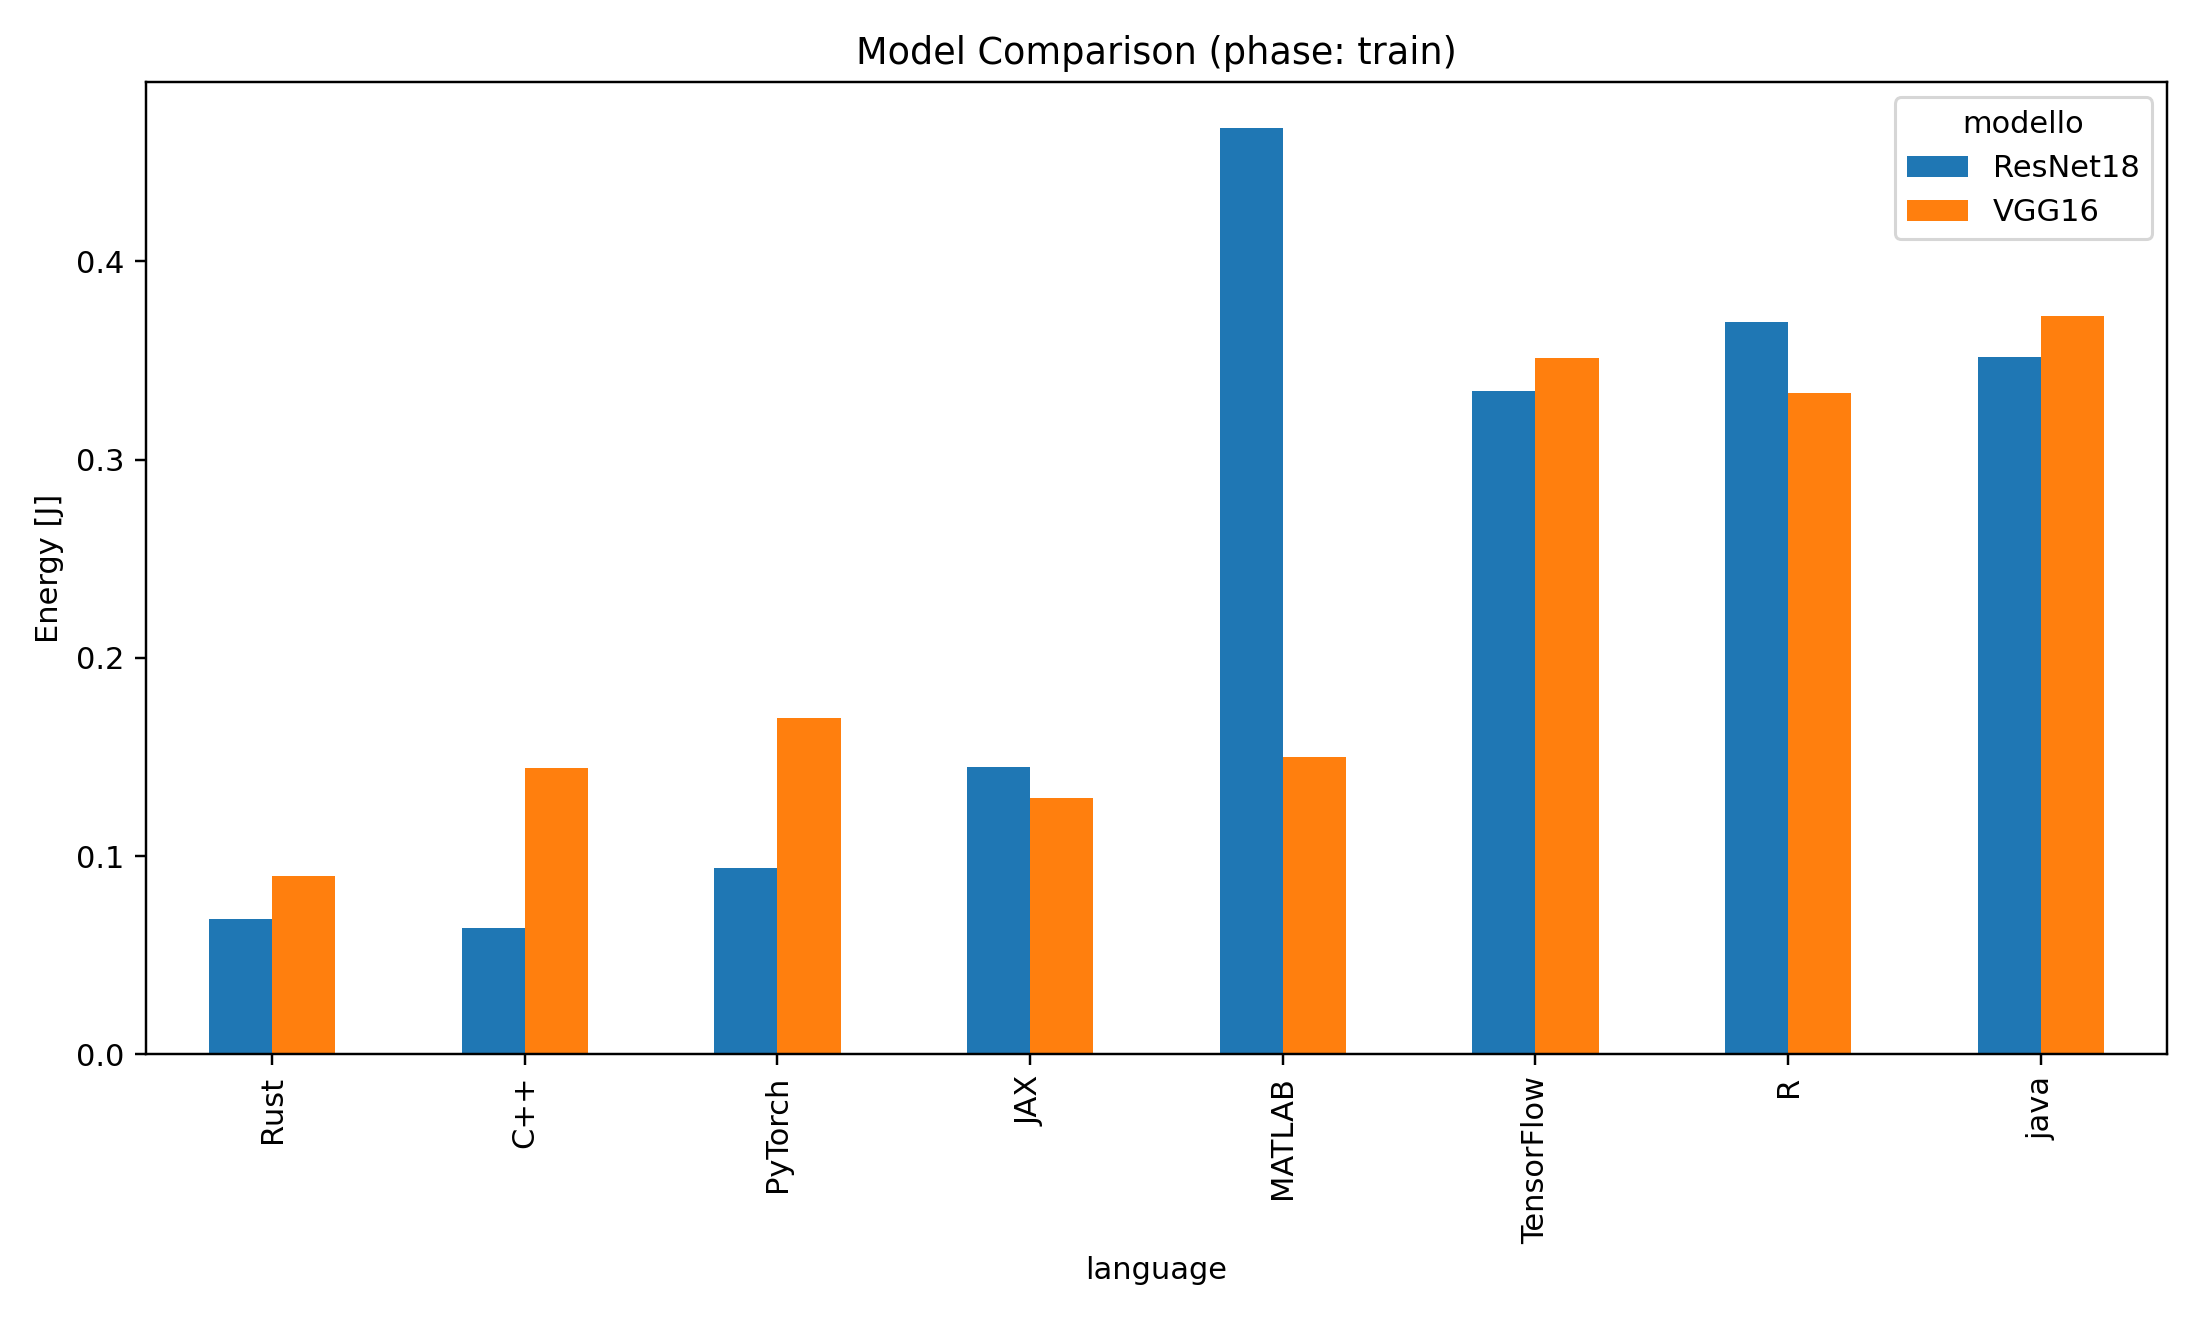 Model Comparison (phase: train)
modello
ResNet18
VGG16
Energy [J]
0.4
0.3
0.2
0.1
0.0
Rust
C++
PyTorch
JAX
MATLAB
TensorFlow
R
java
language